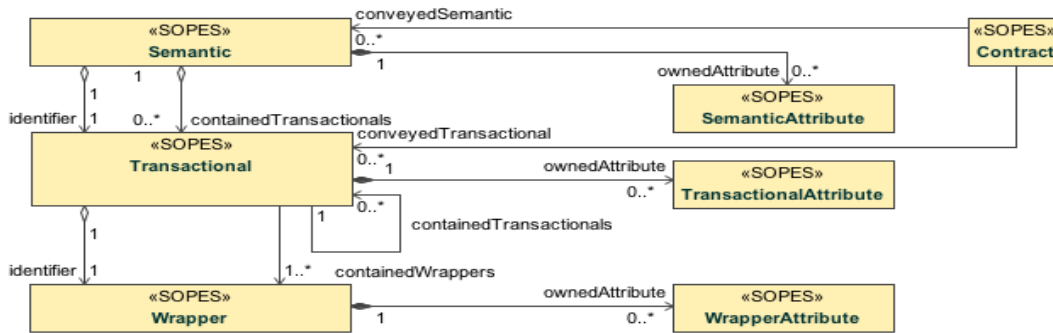 conveyedSemantic
«SOPES»
Semantic
0..*
1
«SOPES»
Contract
ownedAttribute
0..*
1
1
identifier
1
0..*
containedTransactionals
«SOPES»
SemanticAttribute
conveyedTransactional
«SOPES»
Transactional
0..*
1
ownedAttribute
0..*
«SOPES»
TransactionalAttribute
1
0..*
containedTransactionals
1
identifier
1
1..*
containedWrappers
«SOPES»
Wrapper
1
ownedAttribute
0..*
«SOPES»
WrapperAttribute